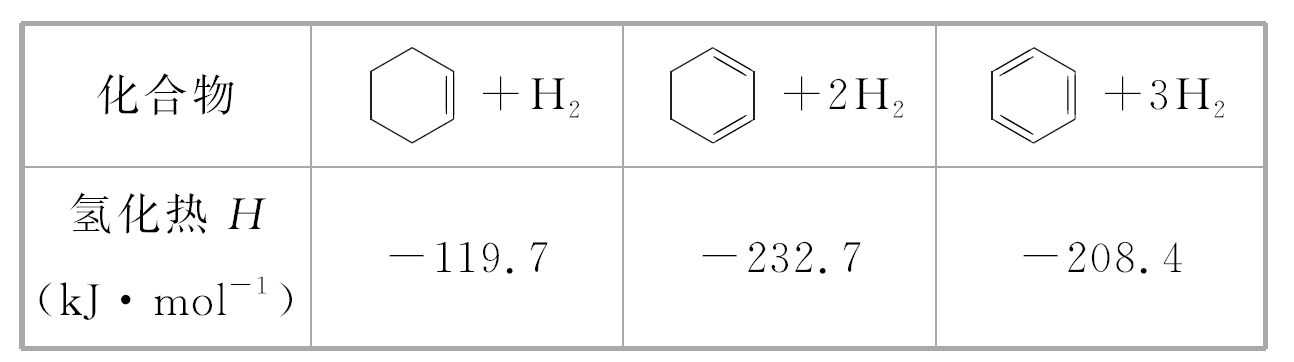 化合物 +H₂ +2H₂ +3H₂
氢化热 H
(kJ·mol⁻¹) -119.7 -232.7 -208.4